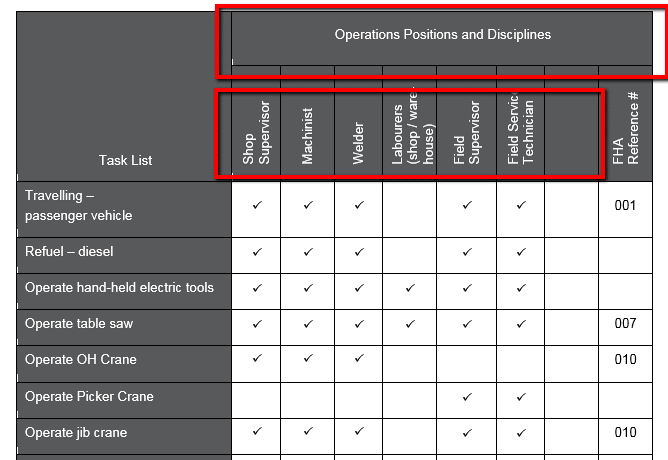 Operations Positions and Disciplines
Task List
Shop
Supervisor
Machinist
Welder
Labourers
(shop / ware
house)
Field
Supervisor
Field Service
Technician
FHA
Reference #
Travelling –
passenger vehicle
✓ ✓ ✓ ✓ ✓ 001
Refuel – diesel ✓ ✓ ✓ ✓ ✓
Operate hand-held electric tools ✓ ✓ ✓ ✓ ✓ ✓
Operate table saw ✓ ✓ ✓ ✓ ✓ ✓ 007
Operate OH Crane ✓ ✓ ✓ 010
Operate Picker Crane ✓ ✓
Operate jib crane ✓ ✓ ✓ ✓ ✓ 010